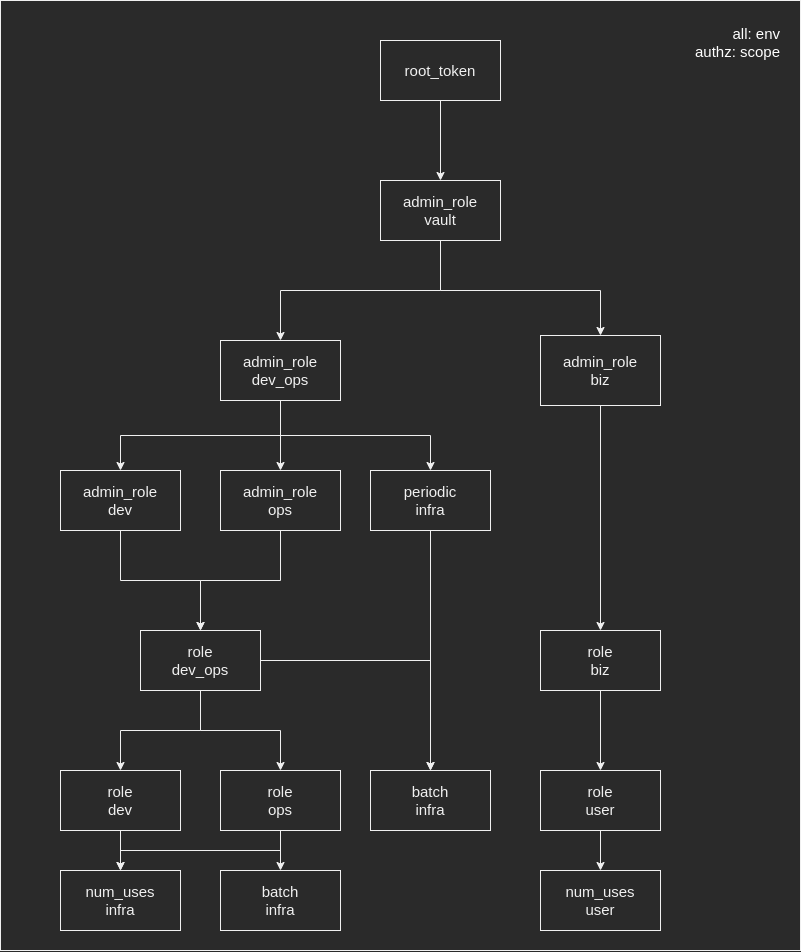 all: env
authz: scope
root_token
admin_role
vault
admin_role
dev_ops
admin_role
biz
admin_role
dev
admin_role
ops
periodic
infra
role
dev_ops
role
biz
role
dev
role
ops
batch
infra
role
user
num_uses
infra
batch
infra
num_uses
user